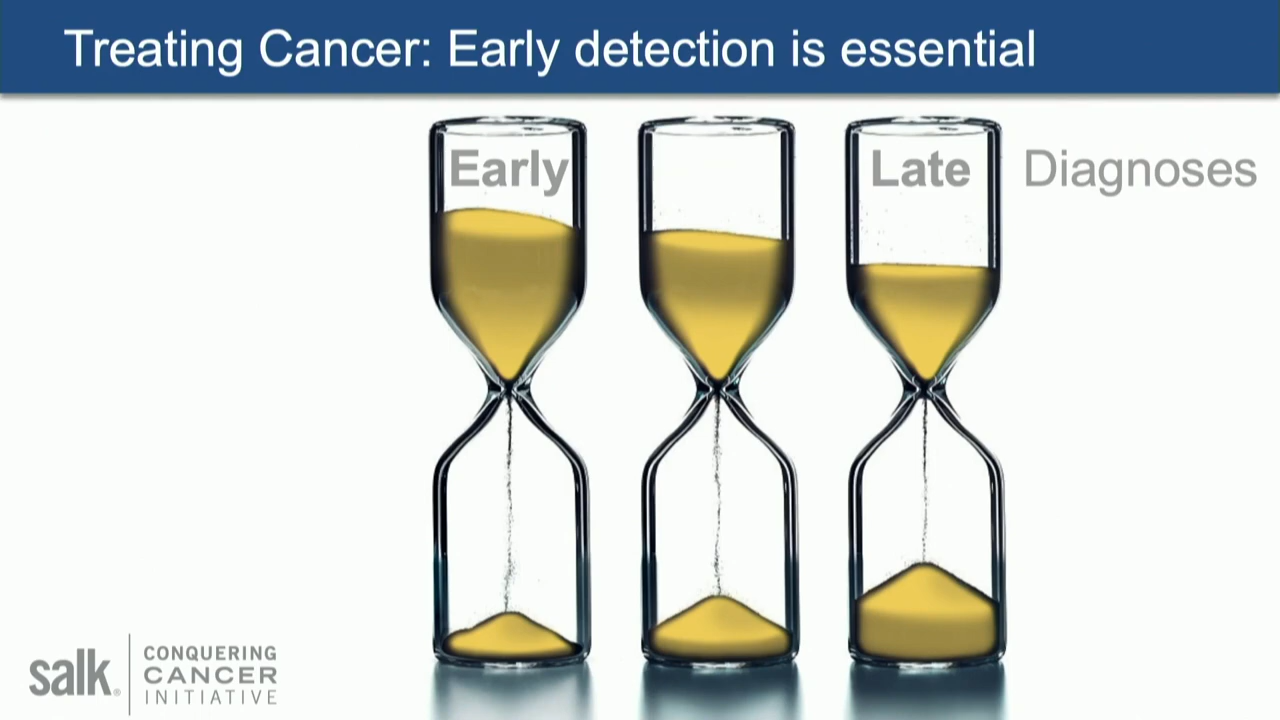 Treating Cancer: Early detection is essential
Early
Late
Diagnoses
salk®
CONQUERING
CANCER
INITIATIVE